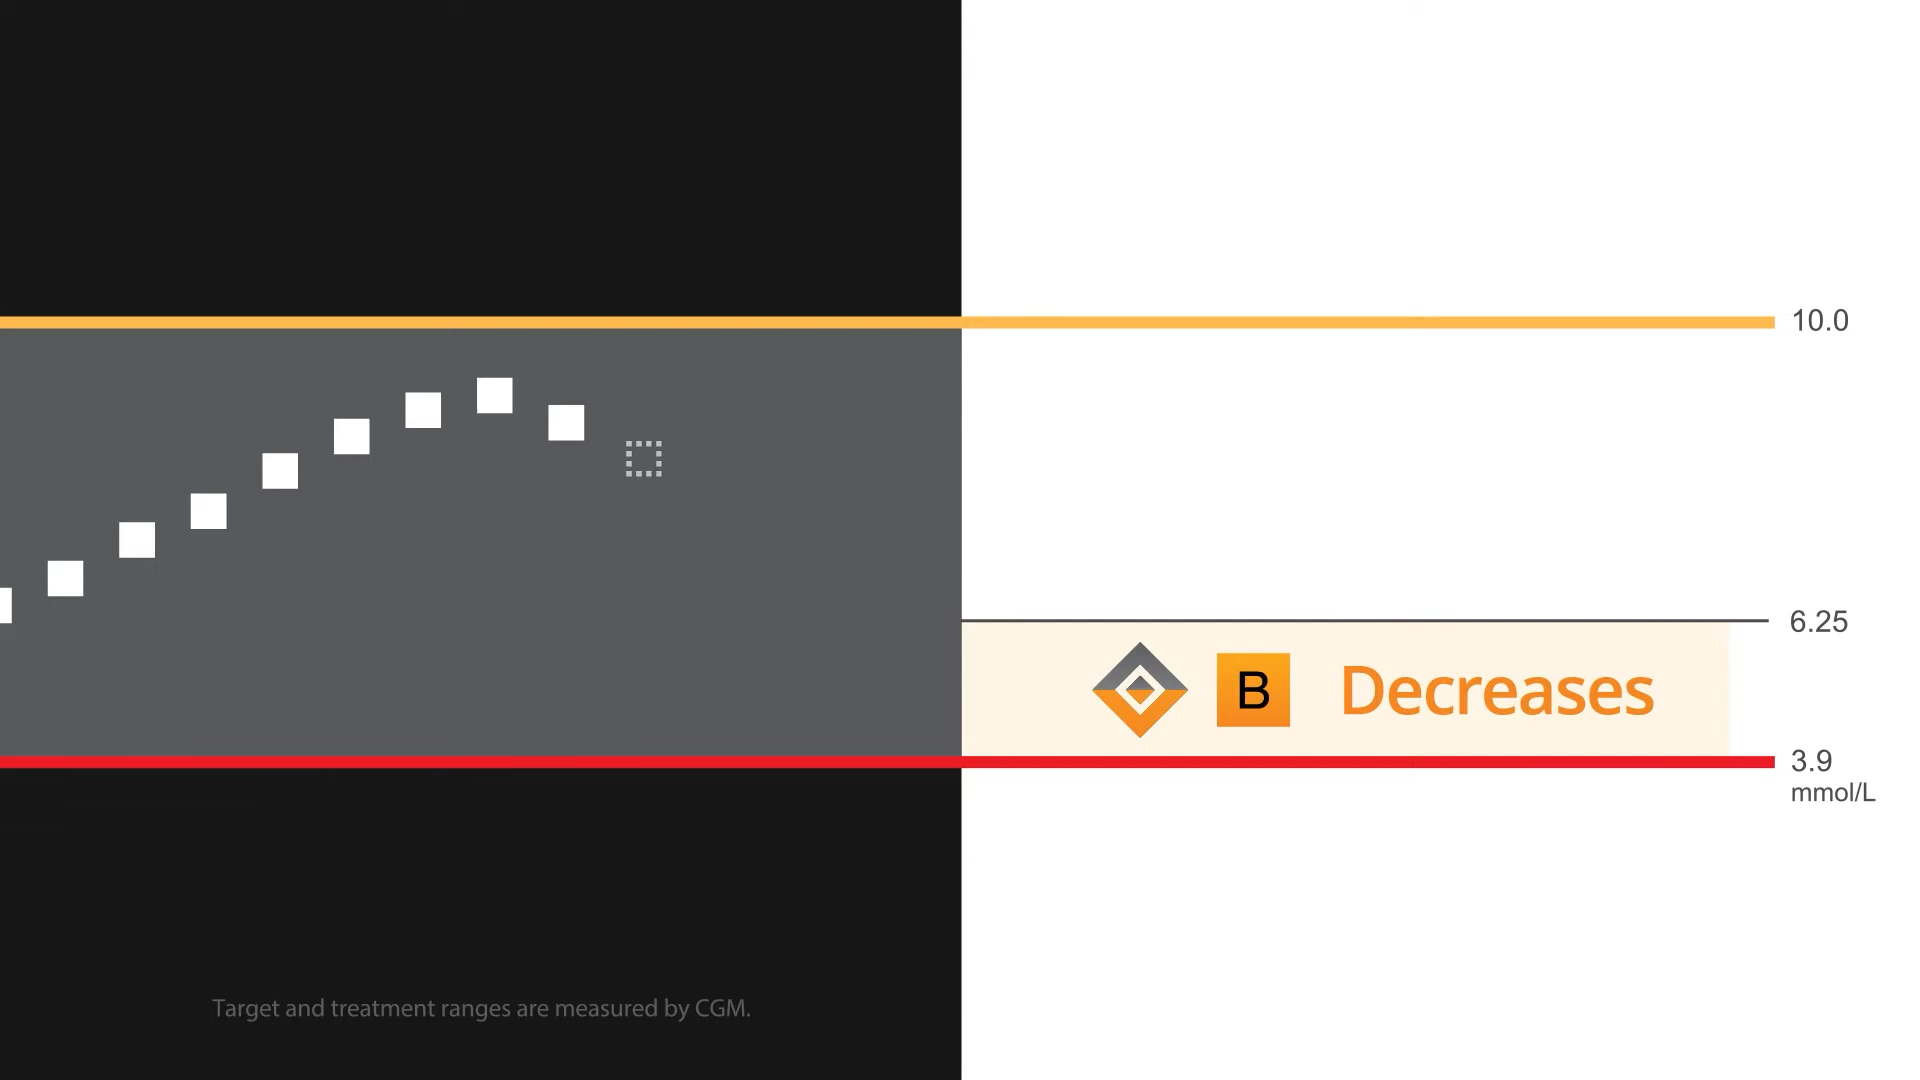 10.0
6.25
B Decreases
3.9
mmol/L
Target and treatment ranges are measured by CGM.